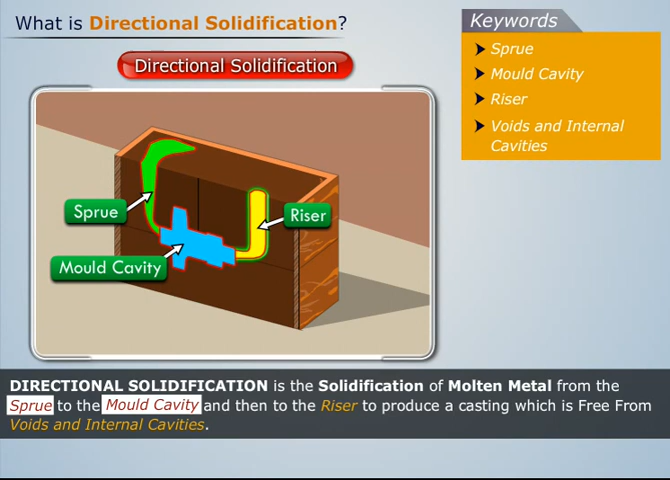 What is Directional Solidification?
Directional Solidification
Sprue
Riser
Mould Cavity
Keywords
Sprue
Mould Cavity
Riser
Voids and Internal
Cavities
DIRECTIONAL SOLIDIFICATION is the Solidification of Molten Metal from the
Sprue to the Mould Cavity and then to the Riser to produce a casting which is Free From
Voids and Internal Cavities.